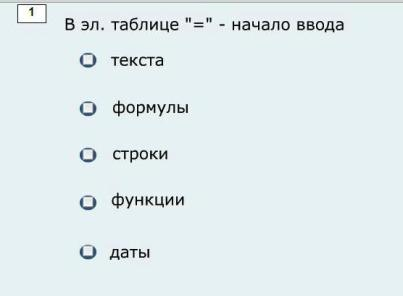 1
В эл. таблице "=" - начало ввода
текста
формулы
строки
функции
даты